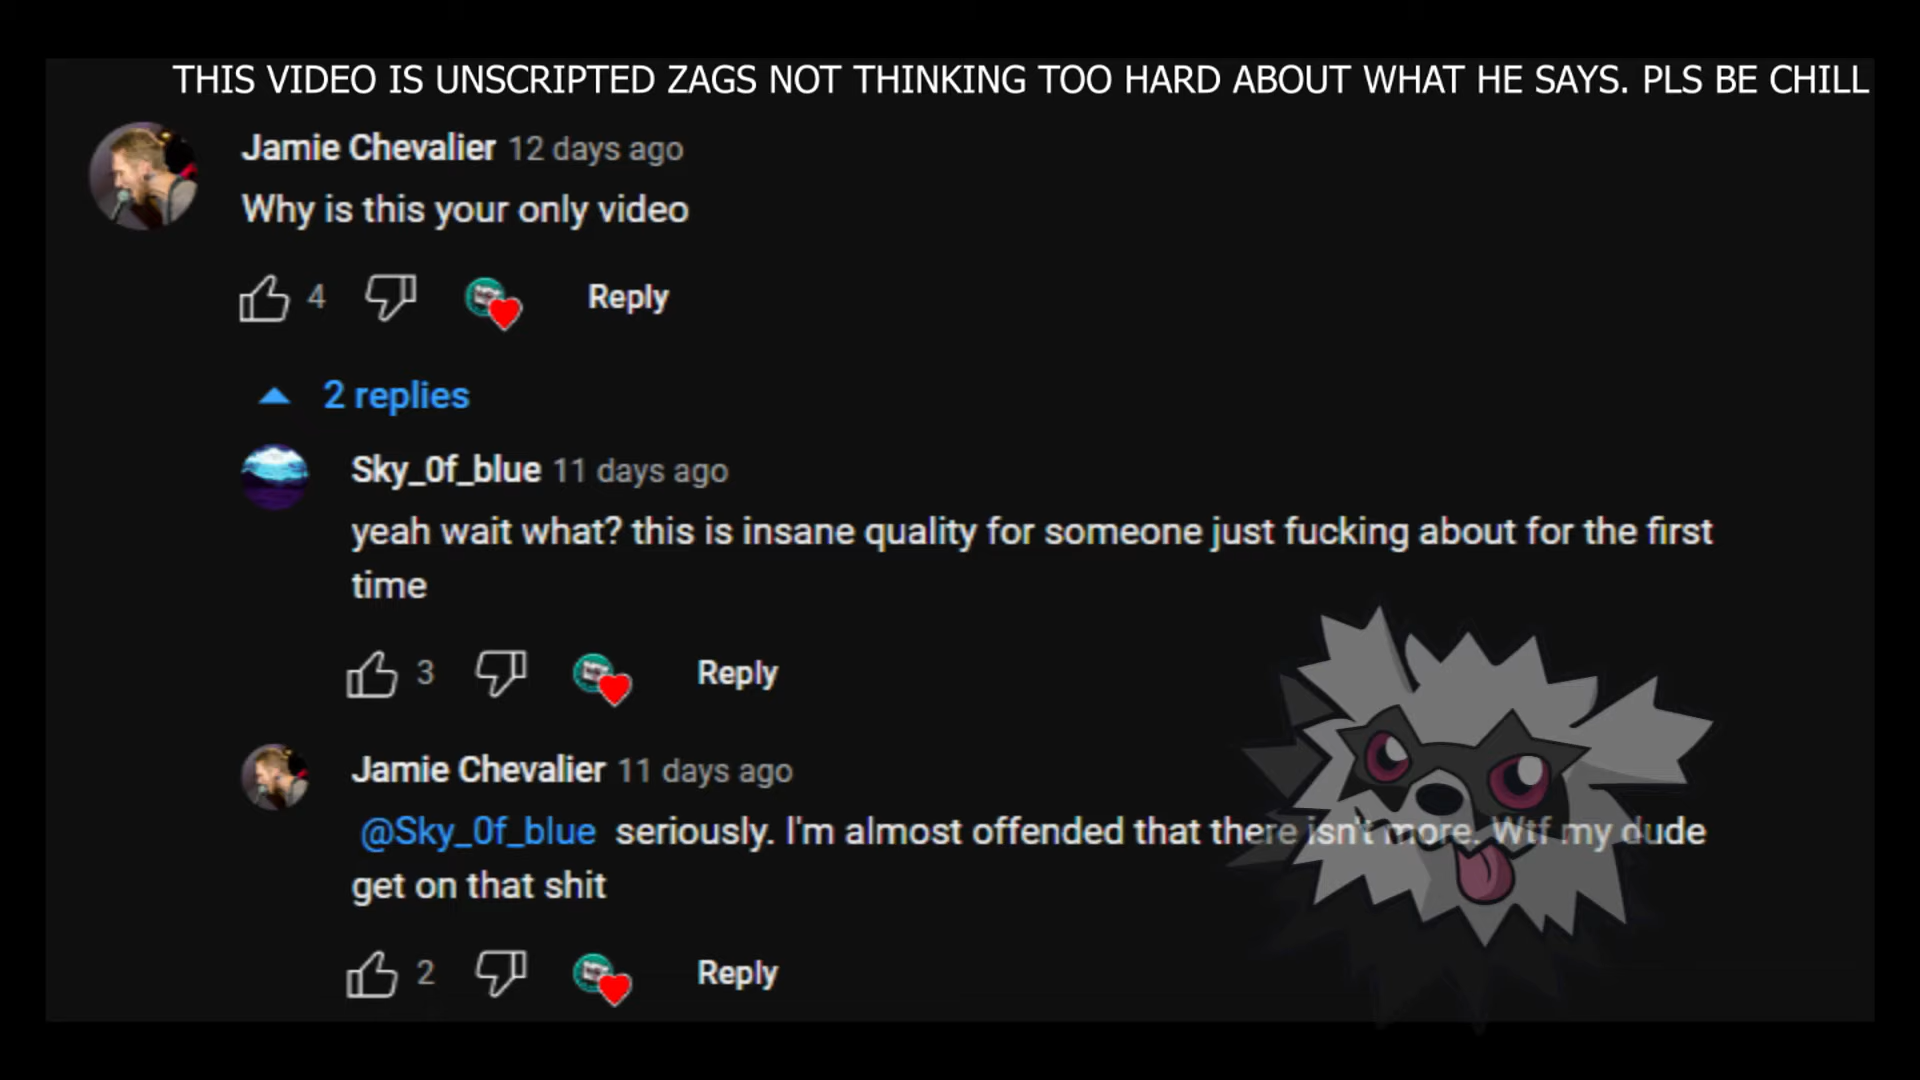 THIS VIDEO IS UNSCRIPTED ZAGS NOT THINKING TOO HARD ABOUT WHAT HE SAYS. PLS BE CHILL
Jamie Chevalier 12 days ago
Why is this your only video
4 Reply
2 replies
Sky_0f_blue 11 days ago
yeah wait what? this is insane quality for someone just fucking about for the first
time
3 Reply
Jamie Chevalier 11 days ago
@Sky_0f_blue seriously. I'm almost offended that there isn't more. Wtf my dude
get on that shit
2 Reply